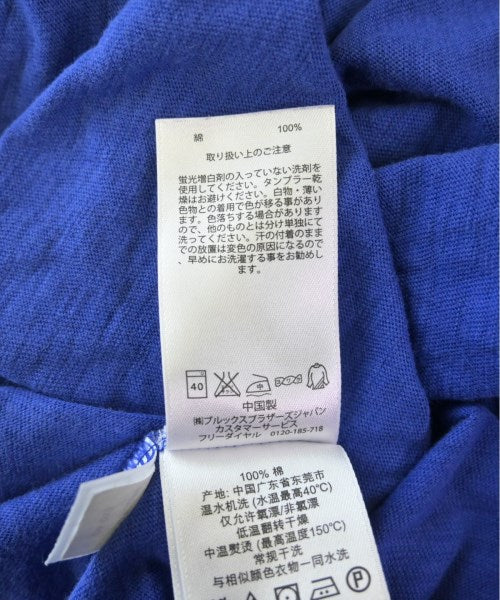 綿 100%
取り扱い上のご注意
蛍光増白剤の入っていない洗剤を
使用してください。タンブラー乾
燥はお避けください。白物・薄い
色物との着用で色が移る事があり
ます。色落ちする場合があります
ので、他のものとは分け単独にて
洗ってください。汗の付着のまま
での放置は変色の原因になるので、
早めにお洗濯する事をお勧めし
ます。
40 中
中国製
㈱ブルックスブラザーズジャパン
カスタマーサービス
フリーダイヤル 0120-185-718
100% 棉
产地: 中国广东省东莞市
温水机洗 (水温最高40°C)
仅允许氧漂/非氯漂
低温翻转干燥
中温熨烫 (最高温度150°C)
常规干洗
与相似颜色衣物一同水洗
P